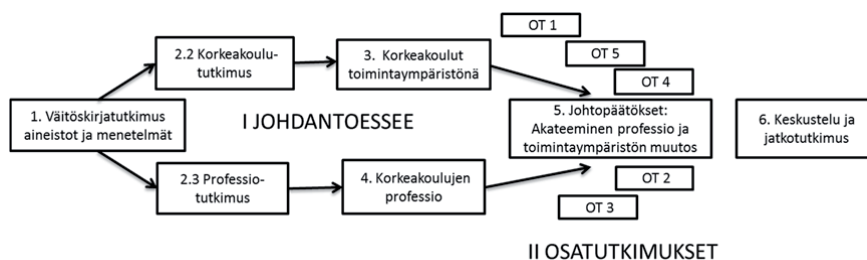 OT 1
2.2 Korkeakoulu-
tutkimus
3. Korkeakoulut
toimintaympäristönä
OT 5
OT 4
1. Väitöskirjatutkimus
aineistot ja menetelmät
I JOHDANTOESSEE
5. Johtopäätökset:
Akateeminen professio ja
toimintaympäristön muutos
6. Keskustelu ja
jatkotutkimus
2.3 Professio-
tutkimus
4. Korkeakoulujen
professio
OT 2
OT 3
II OSATUTKIMUKSET